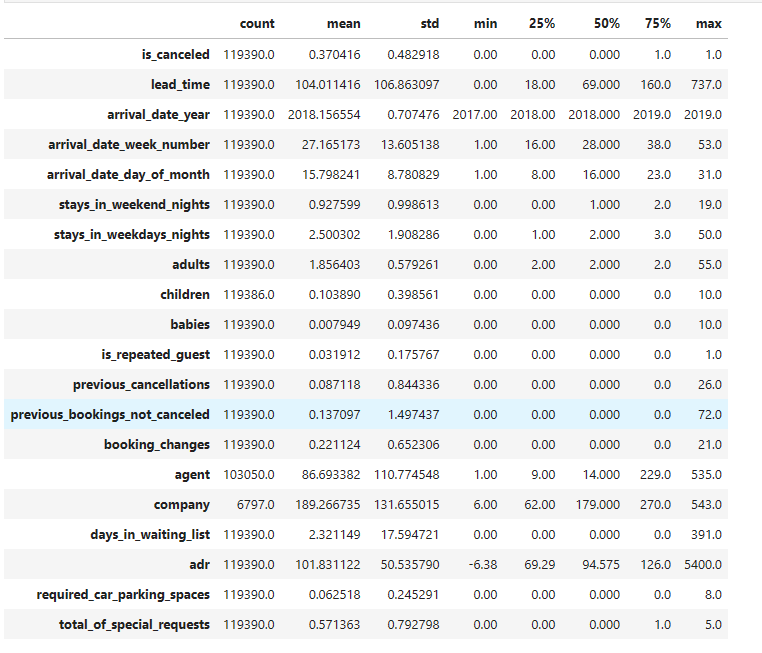 count mean std min 25% 50% 75% max
is_canceled 119390.0 0.370416 0.482918 0.00 0.00 0.000 1.0 1.0
lead_time 119390.0 104.011416 106.863097 0.00 18.00 69.000 160.0 737.0
arrival_date_year 119390.0 2018.156554 0.707476 2017.00 2018.00 2018.000 2019.0 2019.0
arrival_date_week_number 119390.0 27.165173 13.605138 1.00 16.00 28.000 38.0 53.0
arrival_date_day_of_month 119390.0 15.798241 8.780829 1.00 8.00 16.000 23.0 31.0
stays_in_weekend_nights 119390.0 0.927599 0.998613 0.00 0.00 1.000 2.0 19.0
stays_in_weekdays_nights 119390.0 2.500302 1.908286 0.00 1.00 2.000 3.0 50.0
adults 119390.0 1.856403 0.579261 0.00 2.00 2.000 2.0 55.0
children 119386.0 0.103890 0.398561 0.00 0.00 0.000 0.0 10.0
babies 119390.0 0.007949 0.097436 0.00 0.00 0.000 0.0 10.0
is_repeated_guest 119390.0 0.031912 0.175767 0.00 0.00 0.000 0.0 1.0
previous_cancellations 119390.0 0.087118 0.844336 0.00 0.00 0.000 0.0 26.0
previous_bookings_not_canceled 119390.0 0.137097 1.497437 0.00 0.00 0.000 0.0 72.0
booking_changes 119390.0 0.221124 0.652306 0.00 0.00 0.000 0.0 21.0
agent 103050.0 86.693382 110.774548 1.00 9.00 14.000 229.0 535.0
company 6797.0 189.266735 131.655015 6.00 62.00 179.000 270.0 543.0
days_in_waiting_list 119390.0 2.321149 17.594721 0.00 0.00 0.000 0.0 391.0
adr 119390.0 101.831122 50.535790 -6.38 69.29 94.575 126.0 5400.0
required_car_parking_spaces 119390.0 0.062518 0.245291 0.00 0.00 0.000 0.0 8.0
total_of_special_requests 119390.0 0.571363 0.792798 0.00 0.00 0.000 1.0 5.0